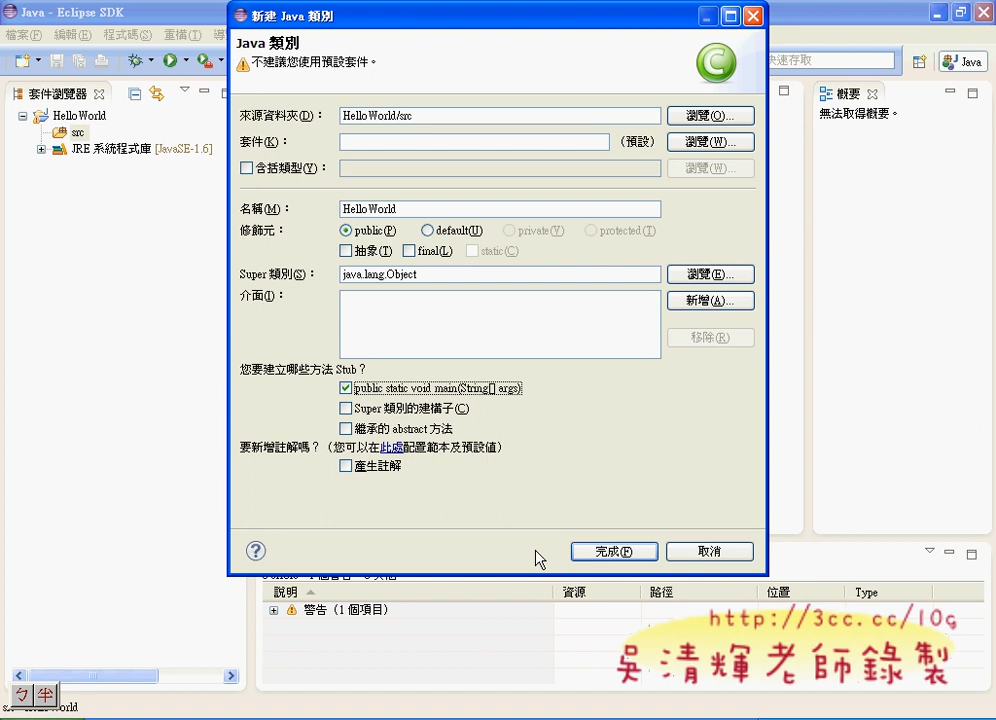 Java - Eclipse SDK
檔案(F) 編輯(E) 程式碼(S) 重構(T)
快速存取
Java
套件瀏覽器
HelloWorld
src
JRE 系統程式庫 [JavaSE-1.6]
概要
無法取得概要。
新建 Java 類別
Java 類別
不建議您使用預設套件。
來源資料夾(D)： HelloWorld/src 瀏覽(O)...
套件(K)： (預設) 瀏覽(W)...
含括類型(Y)： 瀏覽(W)...
名稱(M)： HelloWorld
修飾元： public(P) default(U) private(V) protected(T)
抽象(T) final(L) static(C)
Super 類別(S)： java.lang.Object 瀏覽(E)...
介面(I)： 新增(A)...
移除(R)
您要建立哪些方法 Stub？
public static void main(String[] args)
Super 類別的建構子(C)
繼承的 abstract 方法
要新增註解嗎？（您可以在此處配置範本及預設值）
產生註解
完成(F) 取消
說明 資源 路徑 位置 Type
警告（1 個項目）
http://3cc.cc/10g
吳清輝老師錄製
ㄅ 半